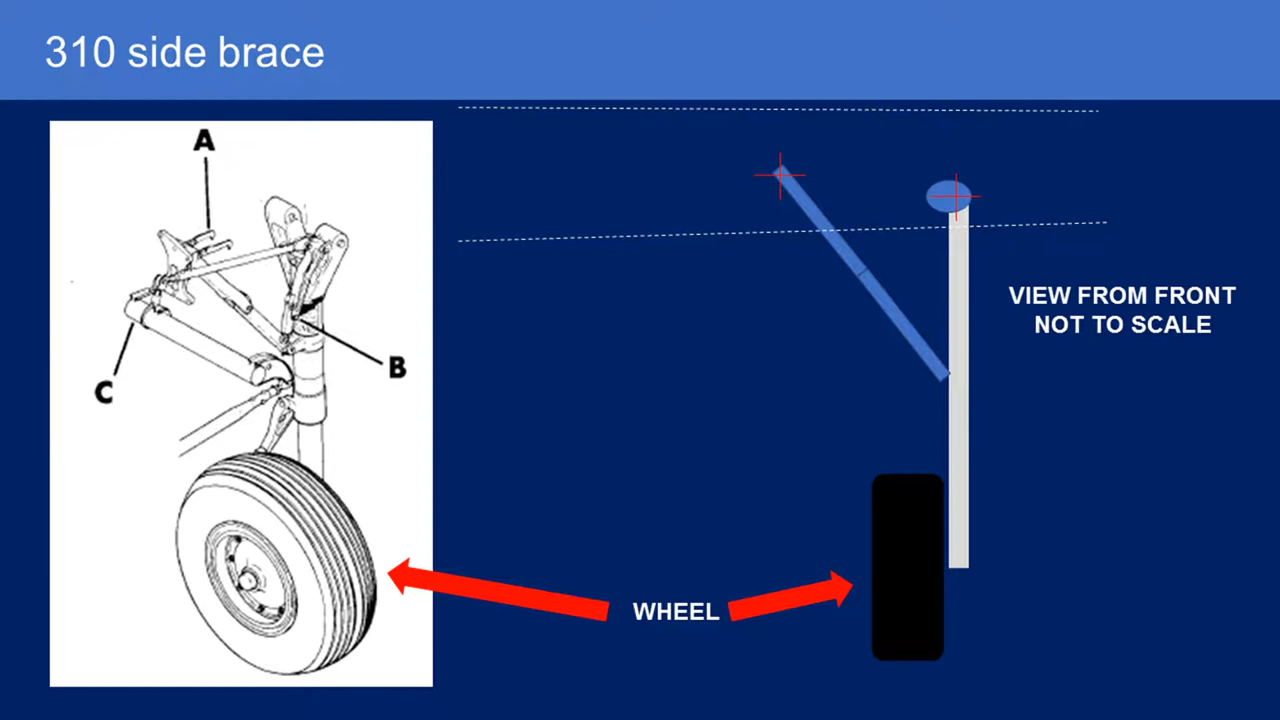 310 side brace
A
B
C
VIEW FROM FRONT
NOT TO SCALE
WHEEL